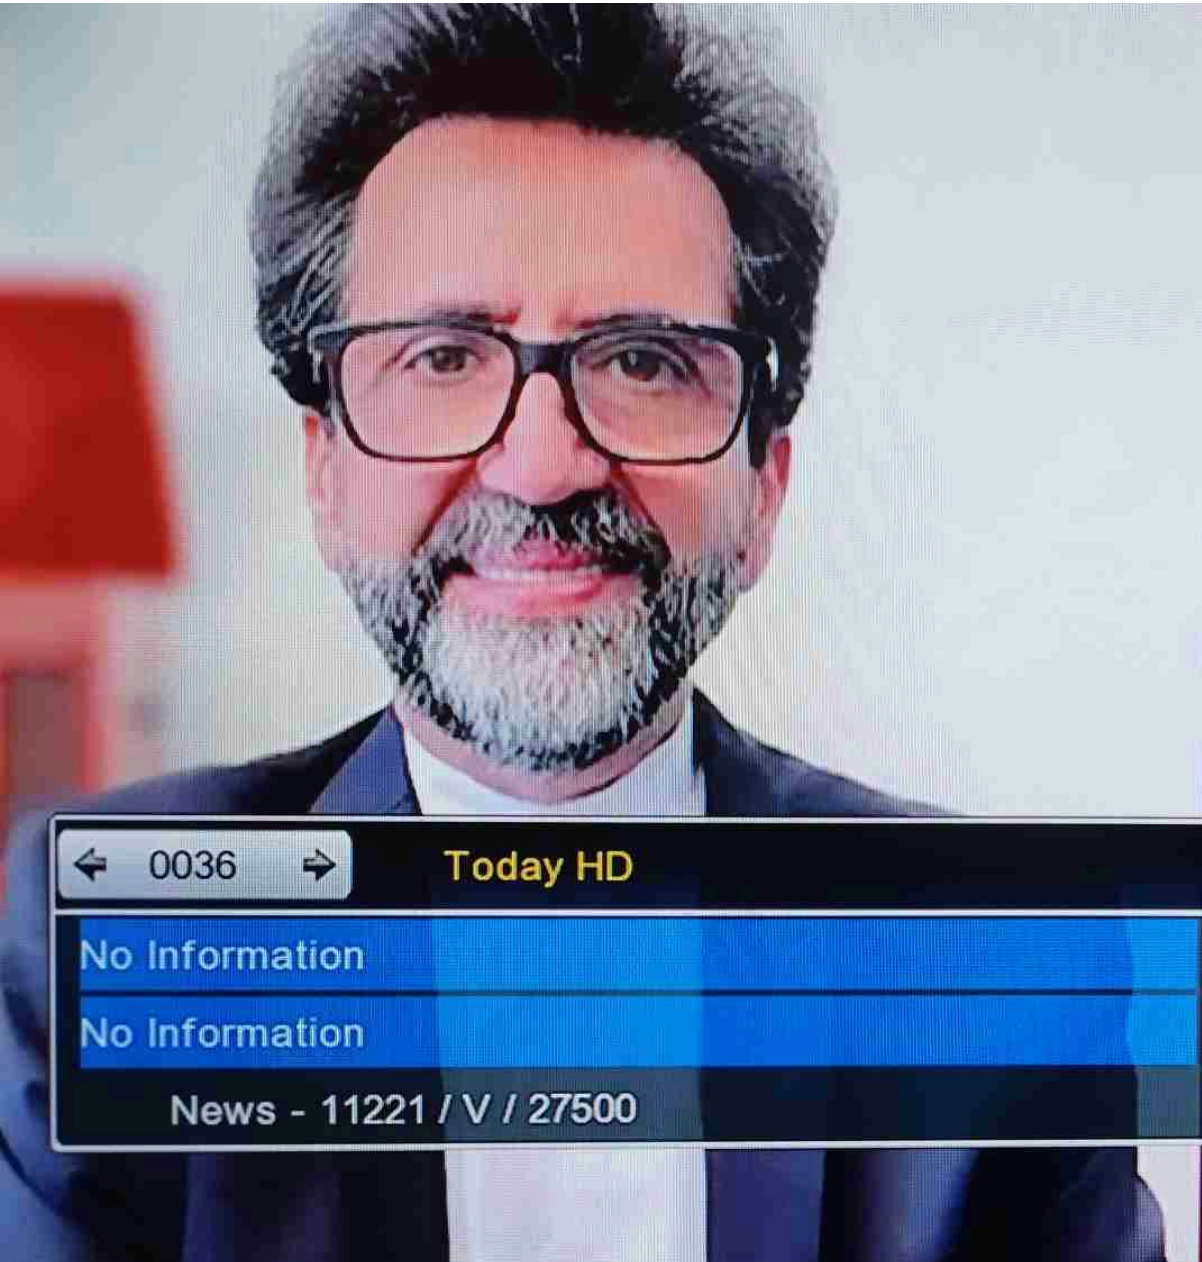 0036
Today HD
No Information
No Information
News - 11221 / V / 27500